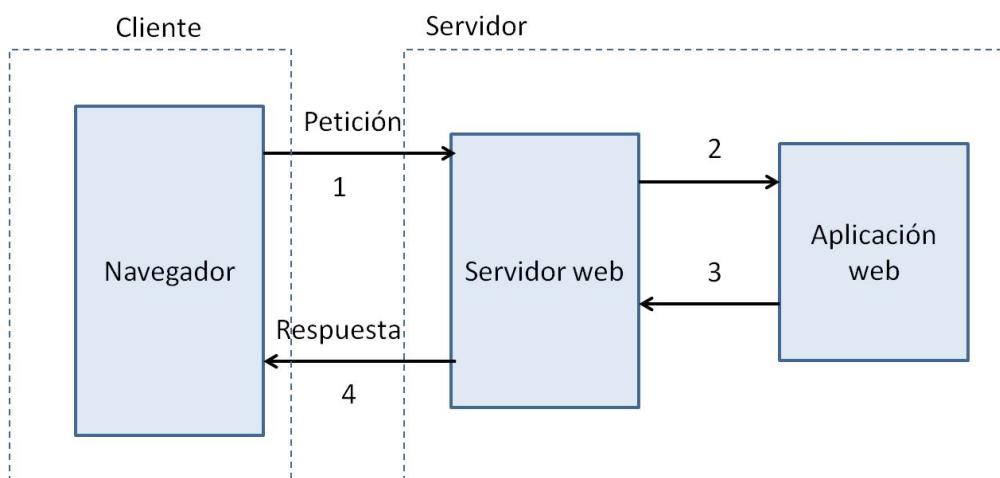 Cliente
Servidor
Petición
1
2
Navegador
Servidor web
Aplicación
web
3
Respuesta
4